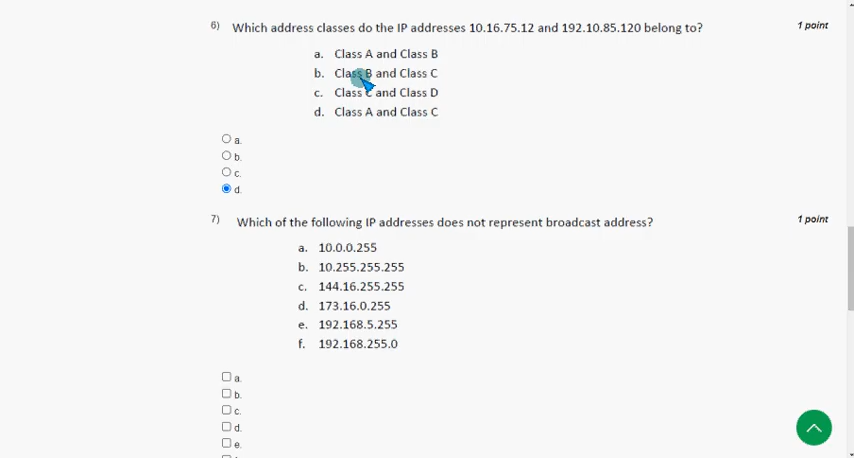 6) Which address classes do the IP addresses 10.16.75.12 and 192.10.85.120 belong to? 1 point
a. Class A and Class B
b. Class B and Class C
c. Class C and Class D
d. Class A and Class C
a.
b.
c.
d.
7) Which of the following IP addresses does not represent broadcast address? 1 point
a. 10.0.0.255
b. 10.255.255.255
c. 144.16.255.255
d. 173.16.0.255
e. 192.168.5.255
f. 192.168.255.0
a.
b.
c.
d.
e.